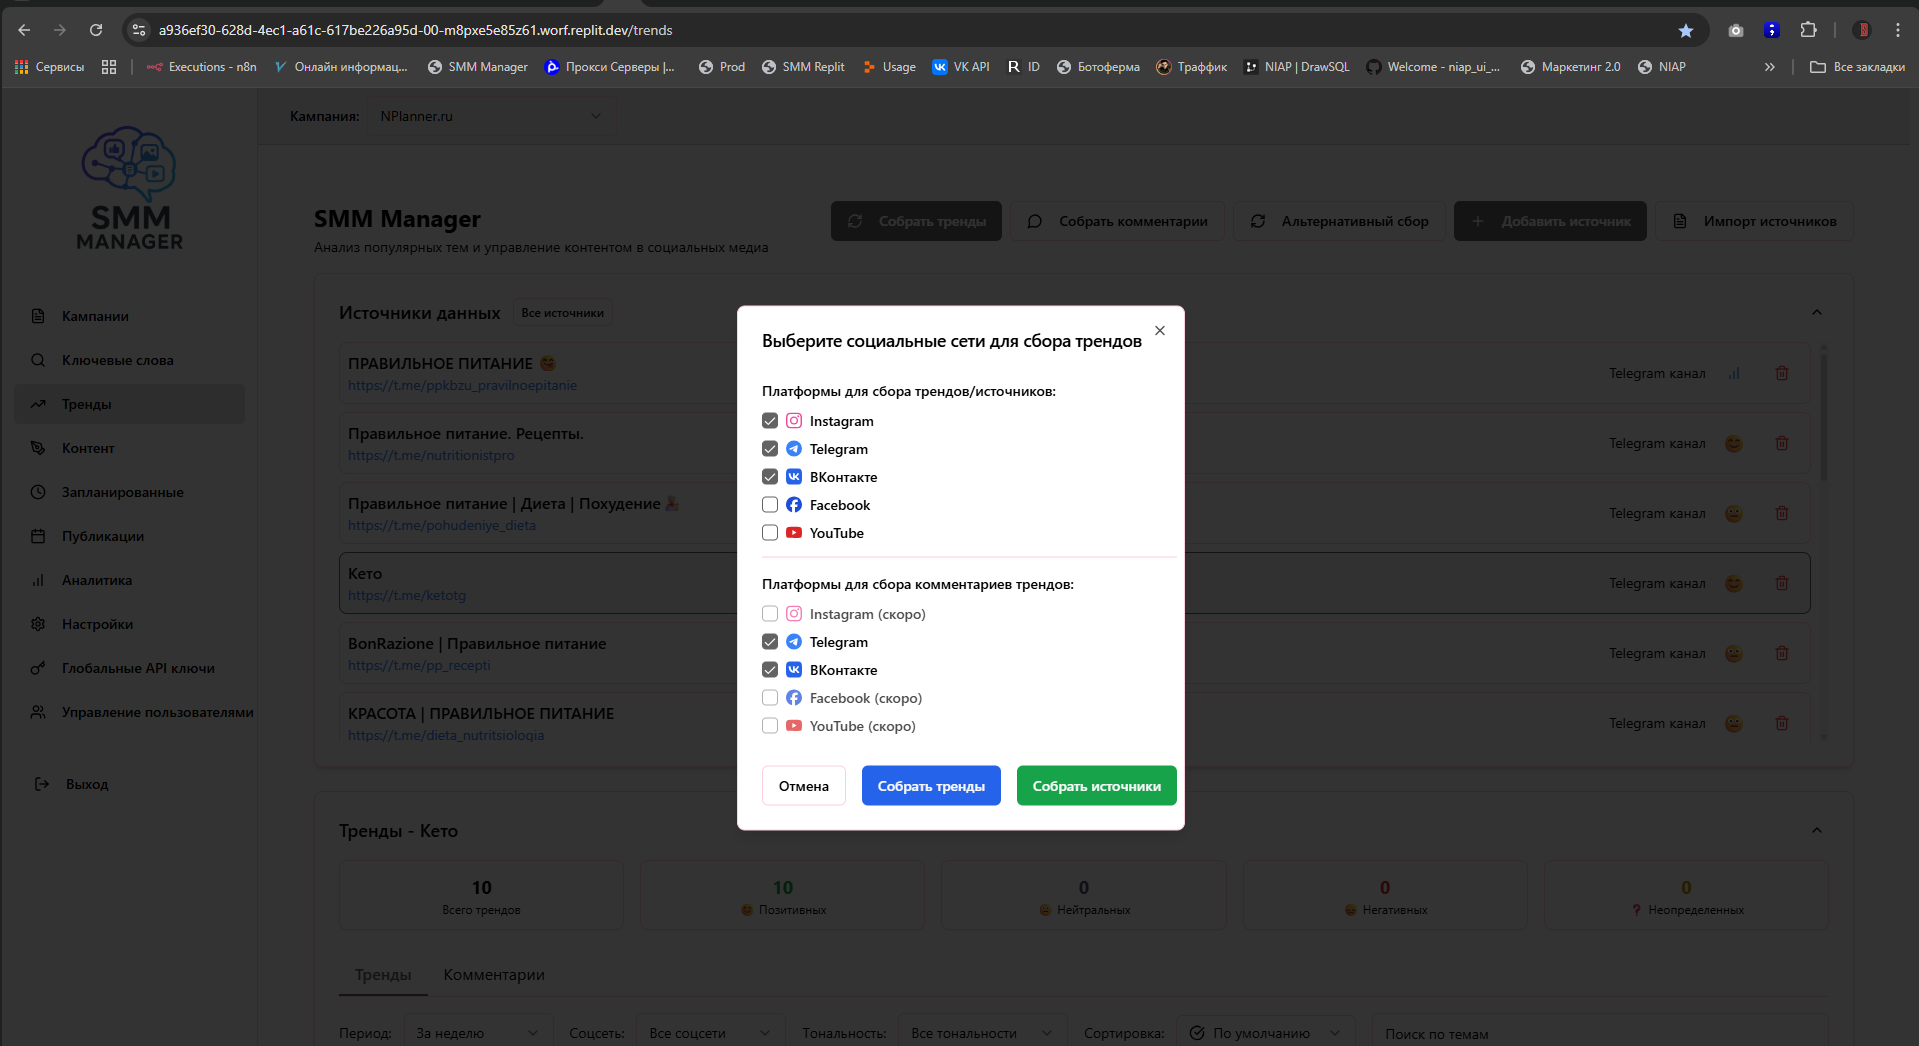 a936ef30-628d-4ec1-a61c-617be226a95d-00-m8pxe5e85z61.worf.replit.dev/trends
Сервисы
Executions - n8n
Онлайн информац...
SMM Manager
Прокси Серверы |...
Prod
SMM Replit
Usage
VK API
R ID
Ботоферма
Траффик
NIAP | DrawSQL
Welcome - niap_ui_...
Маркетинг 2.0
NIAP
Все закладки
SMM
MANAGER
Кампания: NPlanner.ru
Кампании
Ключевые слова
Тренды
Контент
Запланированные
Публикации
Аналитика
Настройки
Глобальные API ключи
Управление пользователями
Выход
SMM Manager
Анализ популярных тем и управление контентом в социальных медиа
Собрать тренды
Собрать комментарии
Альтернативный сбор
Добавить источник
Импорт источников
Источники данных
Все источники
ПРАВИЛЬНОЕ ПИТАНИЕ
https://t.me/ppkbzu_pravilnoepitanie
Telegram канал
Правильное питание. Рецепты.
https://t.me/nutritionistpro
Telegram канал
Правильное питание | Диета | Похудение
https://t.me/pohudeniye_dieta
Telegram канал
Кето
https://t.me/ketotg
Telegram канал
BonRazione | Правильное питание
https://t.me/pp_recepti
Telegram канал
КРАСОТА | ПРАВИЛЬНОЕ ПИТАНИЕ
https://t.me/dieta_nutritsiologia
Telegram канал
Выберите социальные сети для сбора трендов
Платформы для сбора трендов/источников:
Instagram
Telegram
ВКонтакте
Facebook
YouTube
Платформы для сбора комментариев трендов:
Instagram (скоро)
Telegram
ВКонтакте
Facebook (скоро)
YouTube (скоро)
Отмена
Собрать тренды
Собрать источники
Тренды - Кето
10
Всего трендов
10
Позитивных
0
Нейтральных
0
Негативных
0
Неопределенных
Тренды
Комментарии
Период: За неделю
Соцсеть: Все соцсети
Тональность: Все тональности
Сортировка: По умолчанию
Поиск по темам